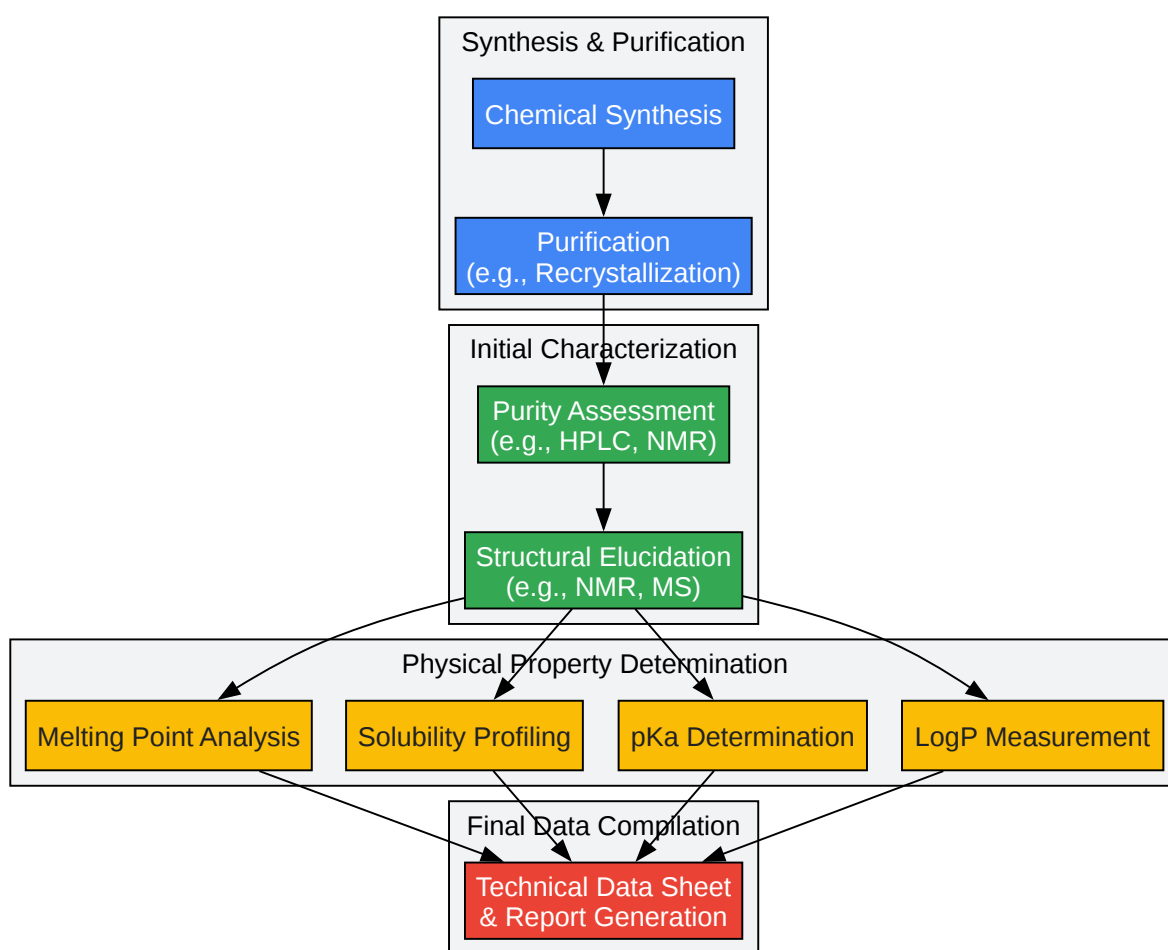 Synthesis & Purification
Chemical Synthesis
Purification
(e.g., Recrystallization)
Initial Characterization
Purity Assessment
(e.g., HPLC, NMR)
Structural Elucidation
(e.g., NMR, MS)
Physical Property Determination
Melting Point Analysis
Solubility Profiling
pKa Determination
LogP Measurement
Final Data Compilation
Technical Data Sheet
& Report Generation